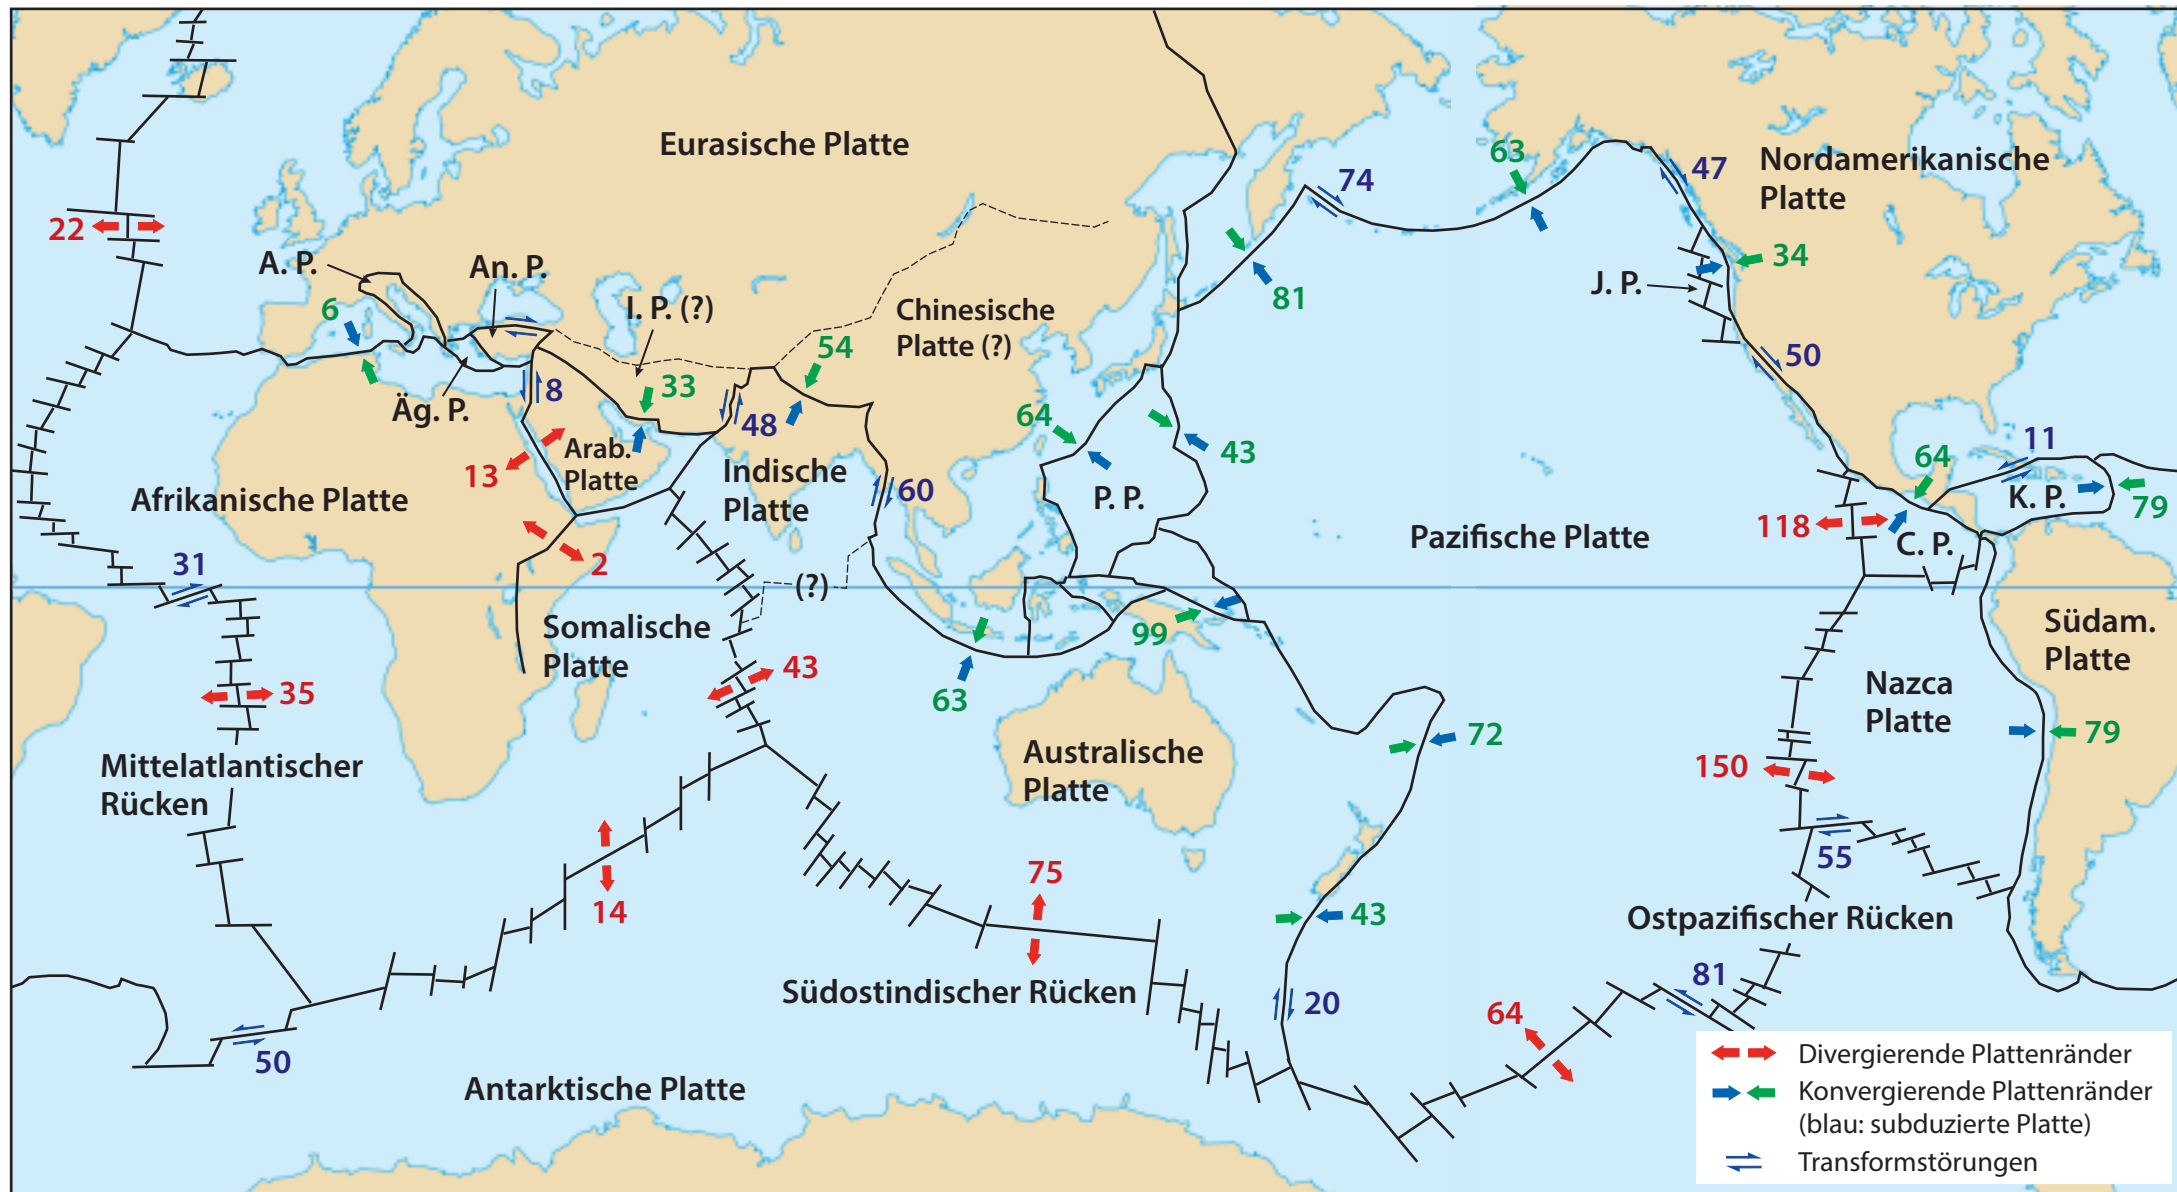 Eurasische Platte
63
47
Nordamerikanische
Platte
74
22
A. P.
An. P.
34
J. P.
I. P. (?)
81
6
Chinesische
Platte (?)
54
50
33
8
Äg. P.
48
64
43
11
64
Arab.
Platte
13
Indische
Platte
60
P. P.
K. P.
79
Afrikanische Platte
118
Pazifische Platte
C. P.
2
31
(?)
Somalische
Platte
99
Südam.
Platte
43
35
63
Nazca
Platte
72
79
Australische
Platte
Mittelatlantischer
Rücken
150
55
75
14
43
Ostpazifischer Rücken
81
Südostindischer Rücken
20
64
50
Antarktische Platte
Divergierende Plattenränder
Konvergierende Plattenränder
(blau: subduzierte Platte)
Transformstörungen